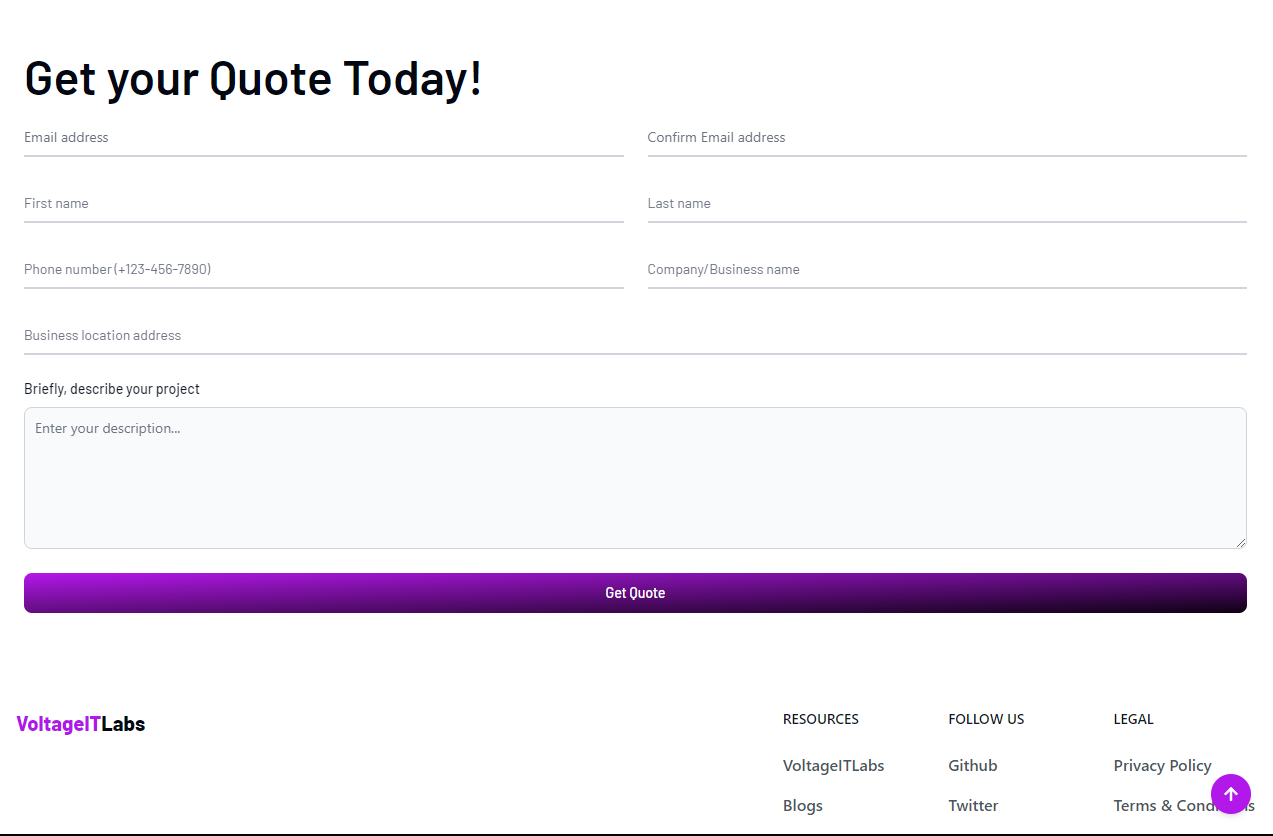 Get your Quote Today!
Email address
Confirm Email address
First name
Last name
Phone number (+123-456-7890)
Company/Business name
Business location address
Briefly, describe your project
Enter your description...
Get Quote
VoltageITLabs
RESOURCES
FOLLOW US
LEGAL
VoltageITLabs
Github
Privacy Policy
Blogs
Twitter
Terms &